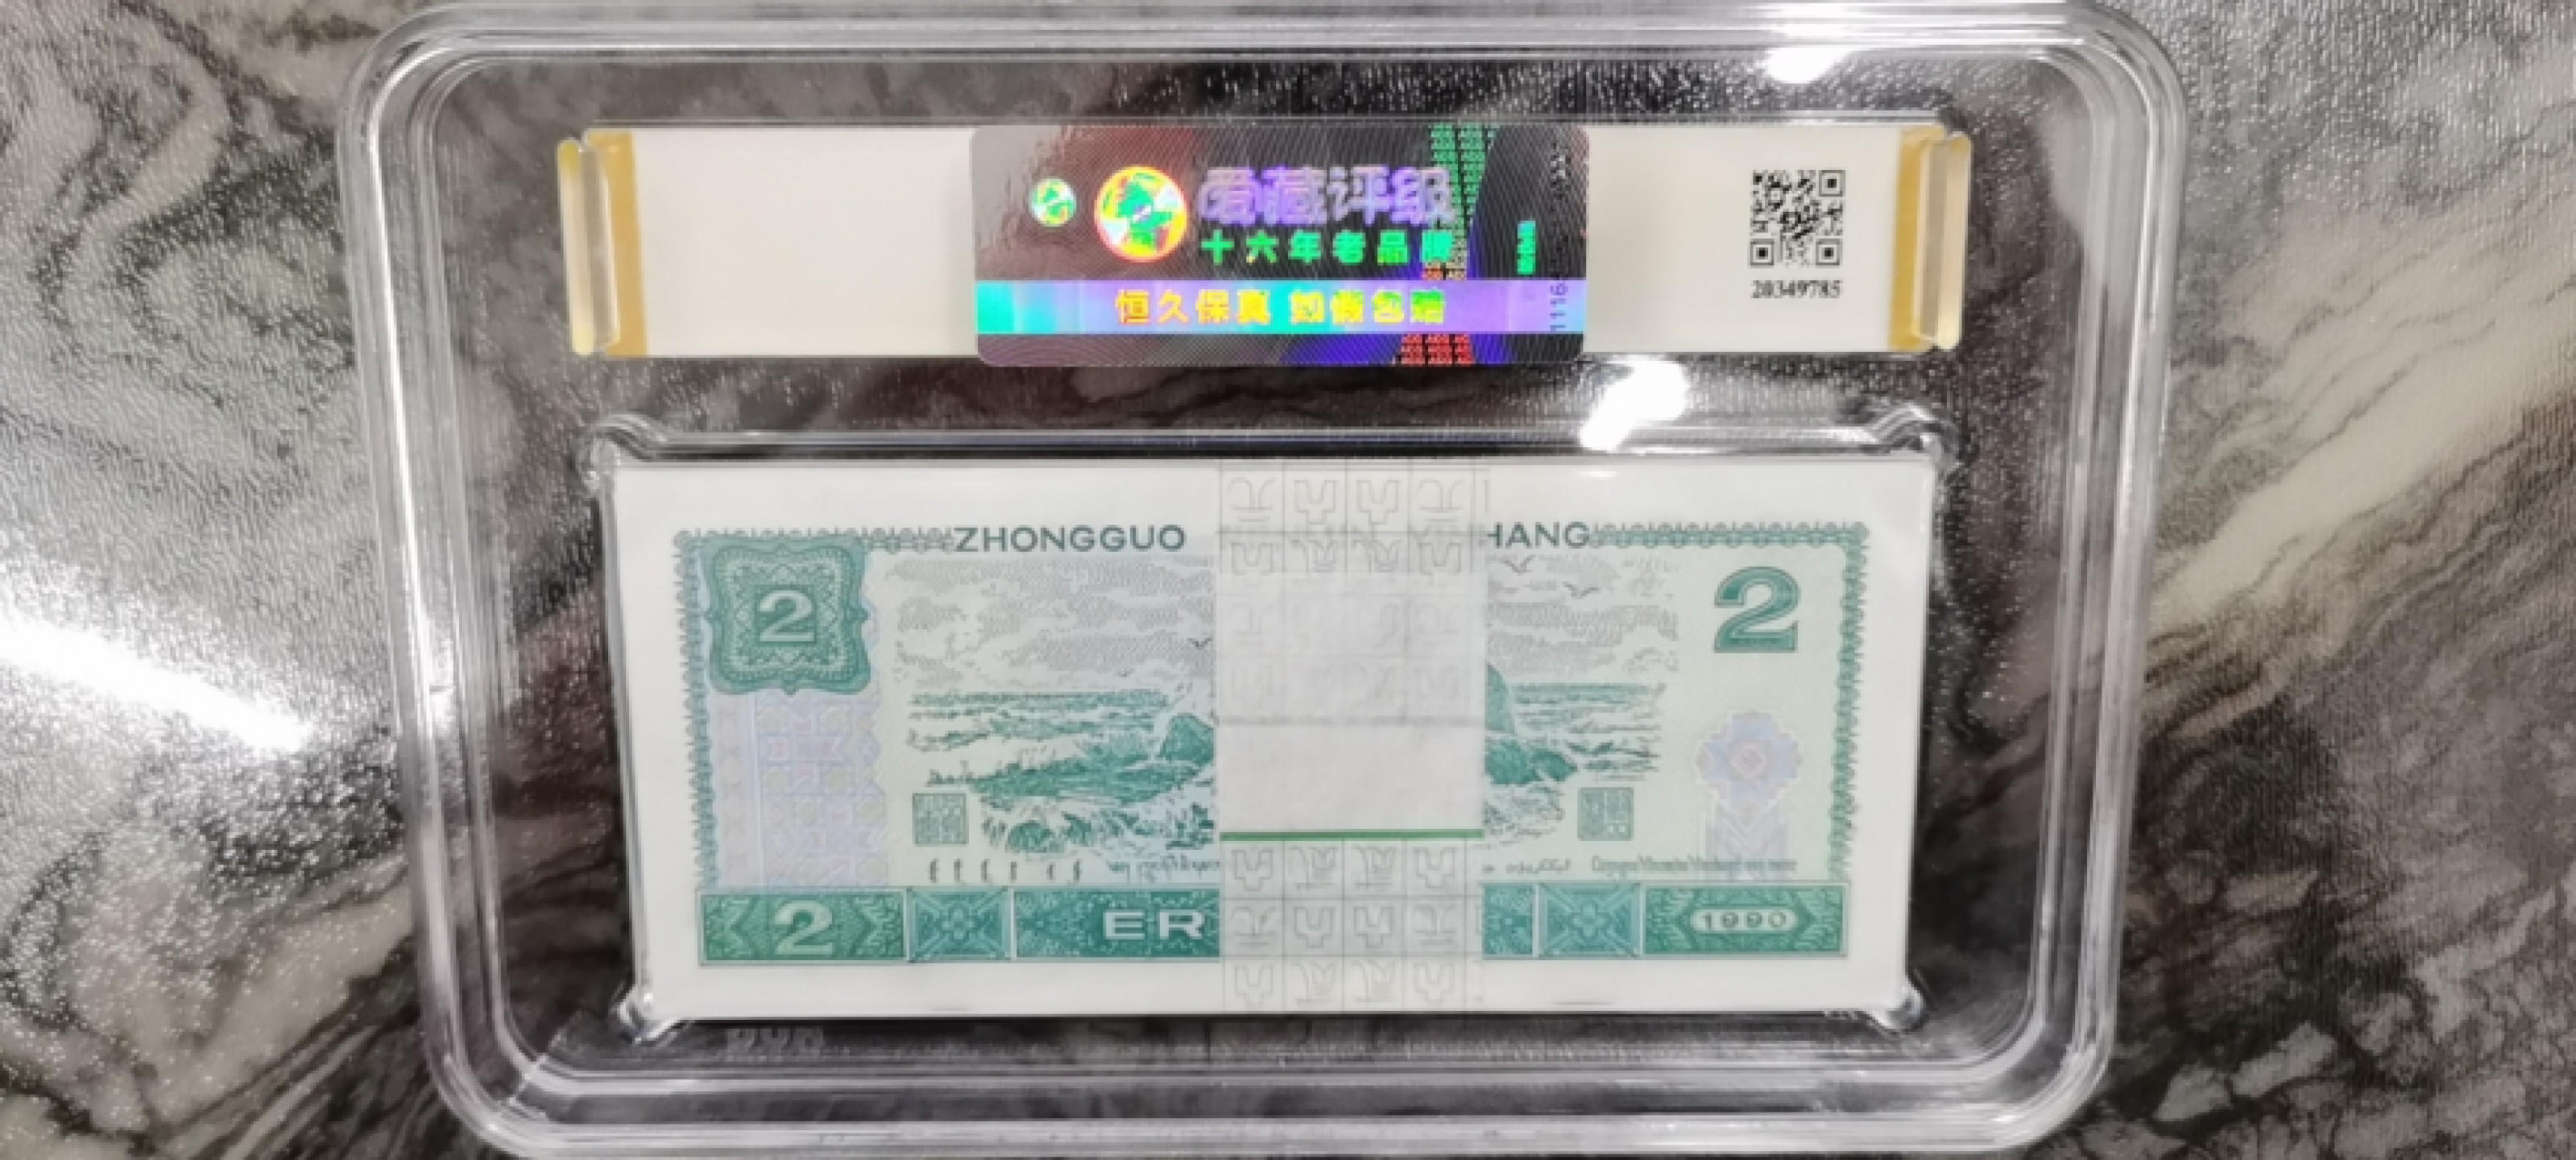 爱藏评级
十六年老品牌
恒久保真 如假包赔
20349785
ZHONGGUO
HANG
2
2
2
ER
1990